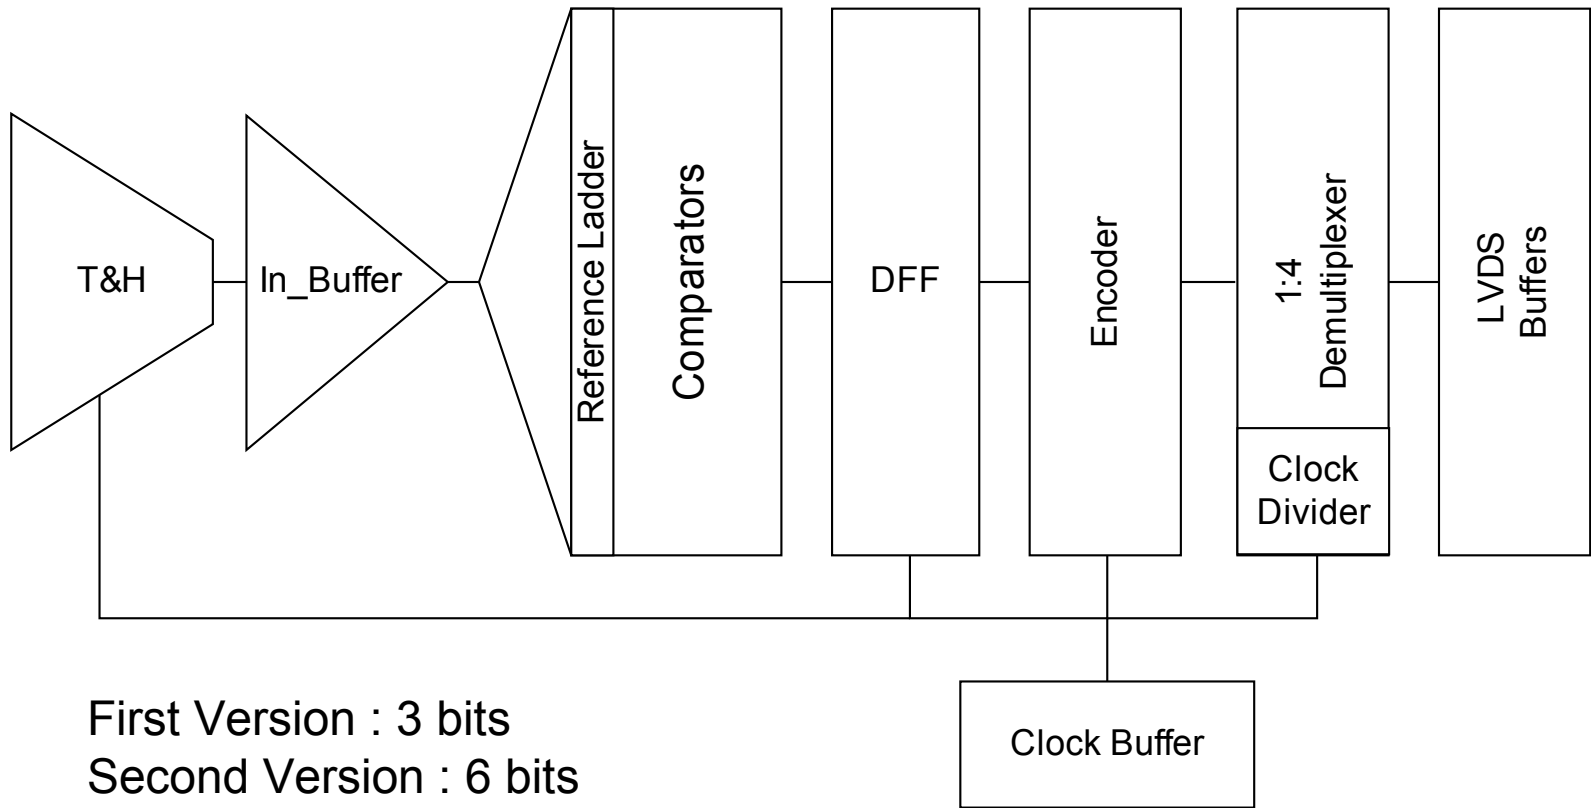 T&H
In_Buffer
Reference Ladder
Comparators
DFF
Encoder
1:4
Demultiplexer
Clock
Divider
LVDS
Buffers
Clock Buffer
First Version : 3 bits
Second Version : 6 bits